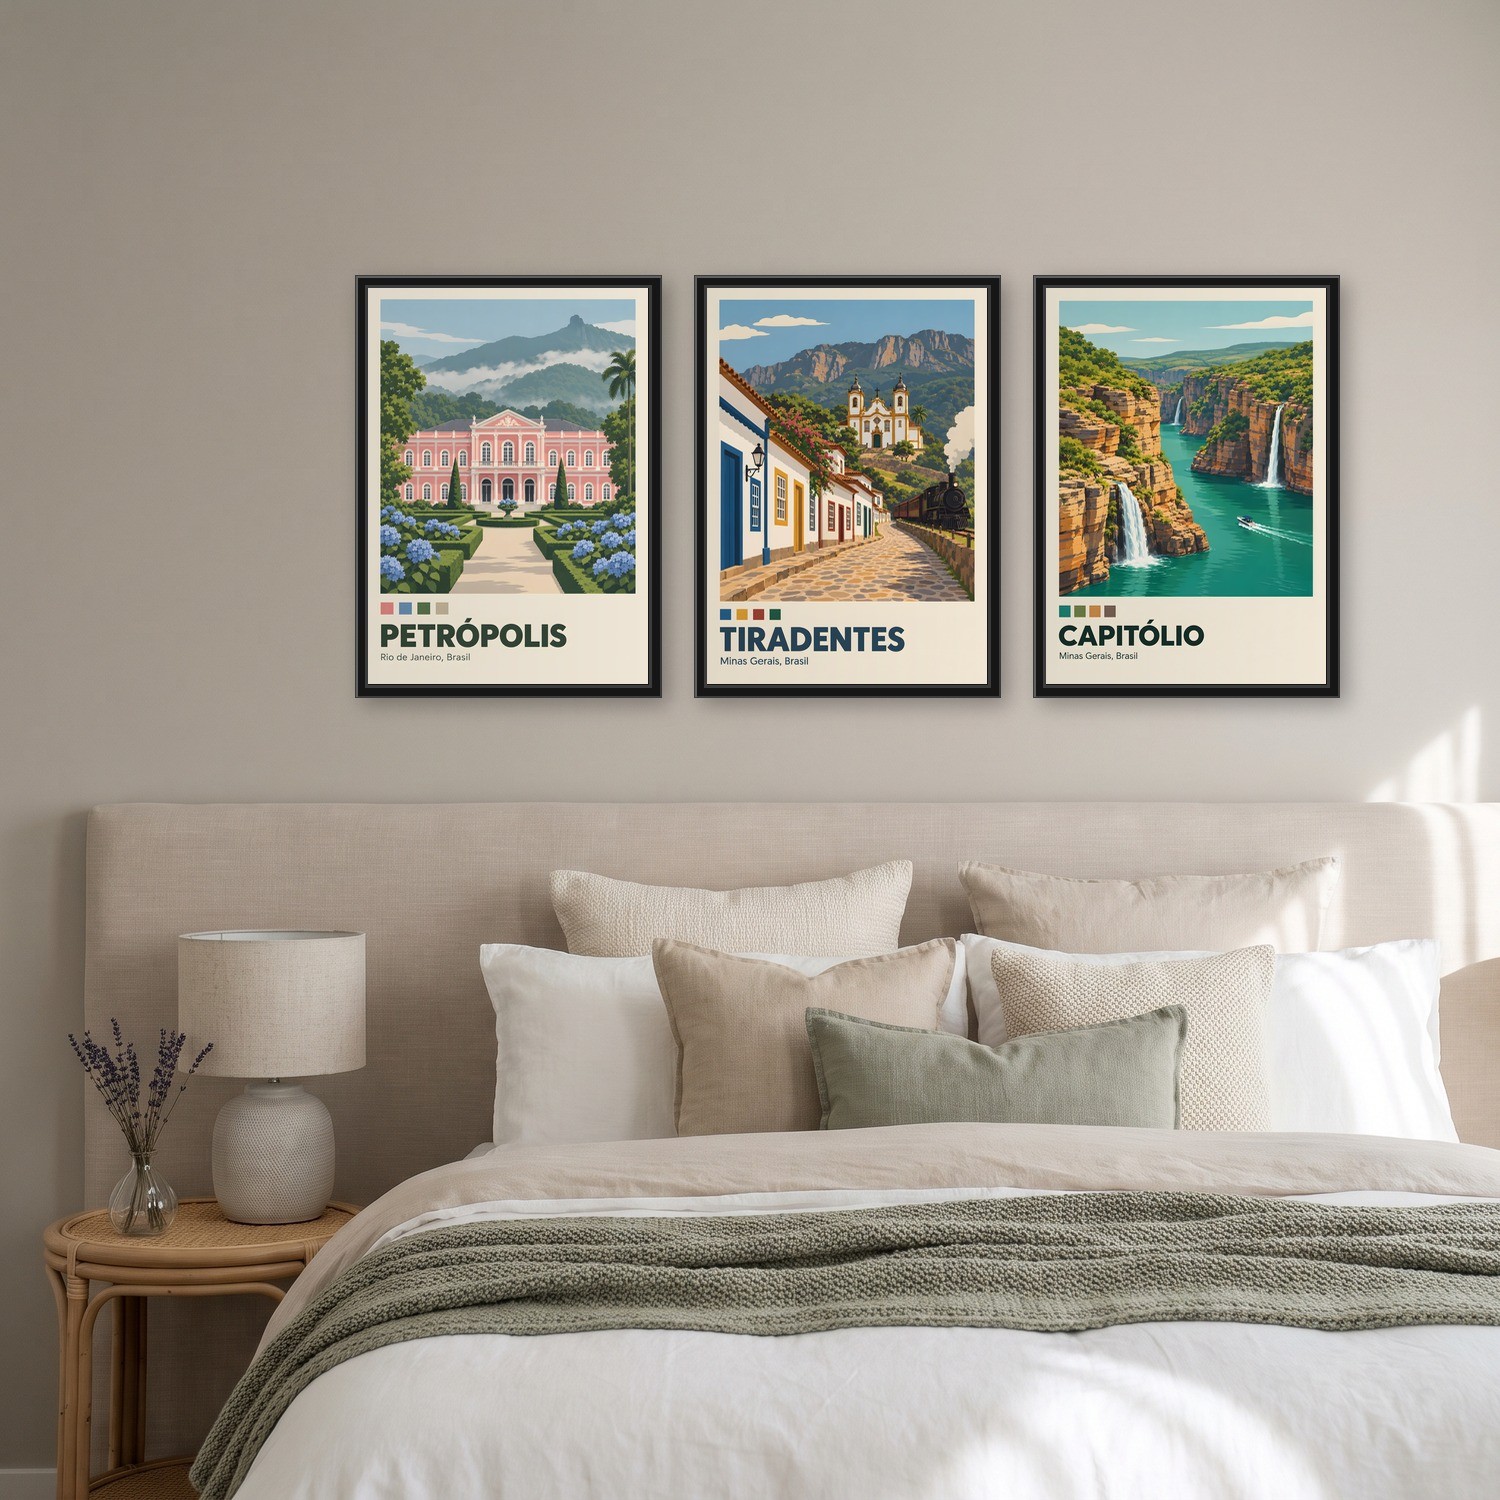 PETRÓPOLIS
Rio de Janeiro, Brasil
TIRADENTES
Minas Gerais, Brasil
CAPITÓLIO
Minas Gerais, Brasil